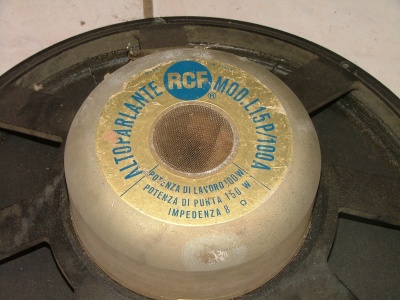 RCF
®
ALTOPARLANTE MOD. L15P/100A
POTENZA DI LAVORO 100 W
POTENZA DI PUNTA 150 W
IMPEDENZA 8 Ω